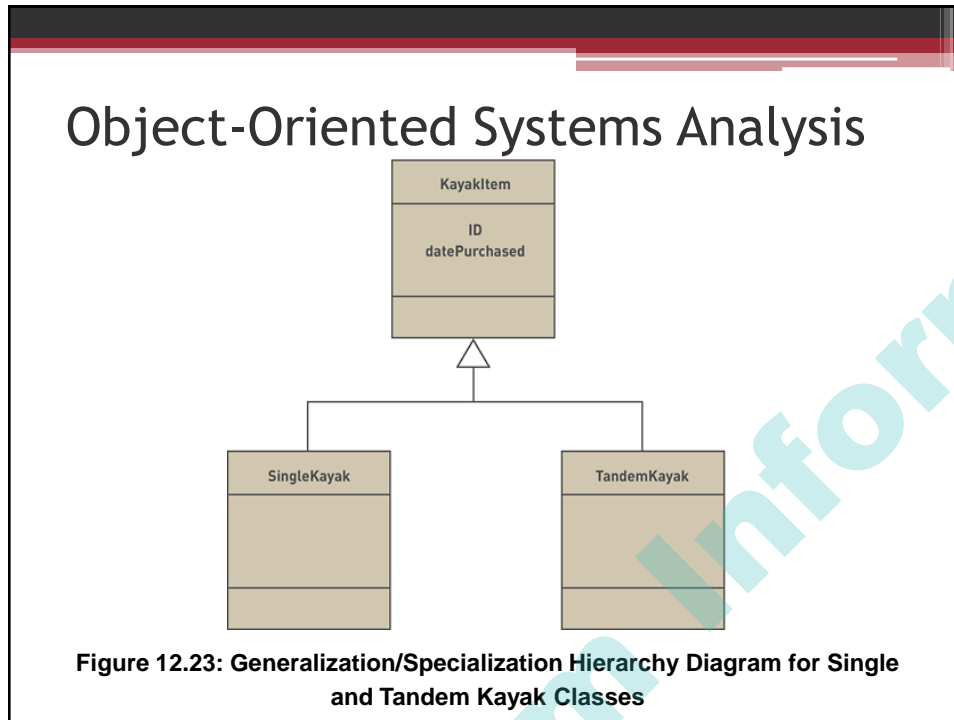 Object-Oriented Systems Analysis
KayakItem
ID
datePurchased
SingleKayak
TandemKayak
Figure 12.23: Generalization/Specialization Hierarchy Diagram for Single
and Tandem Kayak Classes